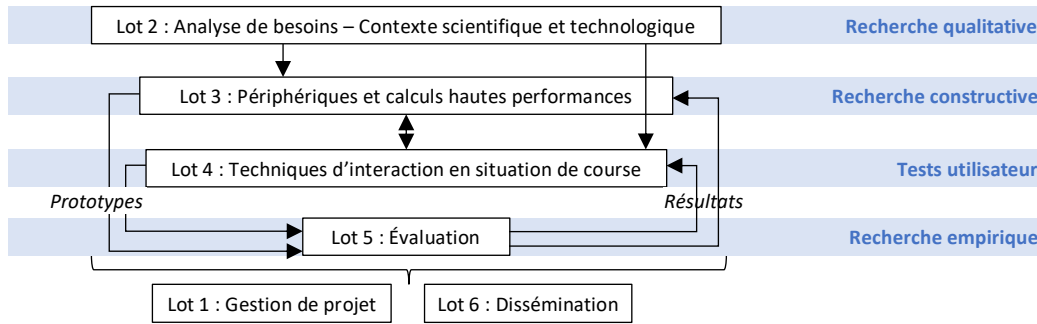 Lot 2 : Analyse de besoins – Contexte scientifique et technologique
Recherche qualitative
Lot 3 : Périphériques et calculs hautes performances
Recherche constructive
Lot 4 : Techniques d’interaction en situation de course
Tests utilisateur
Prototypes
Résultats
Lot 5 : Évaluation
Recherche empirique
Lot 1 : Gestion de projet
Lot 6 : Dissémination